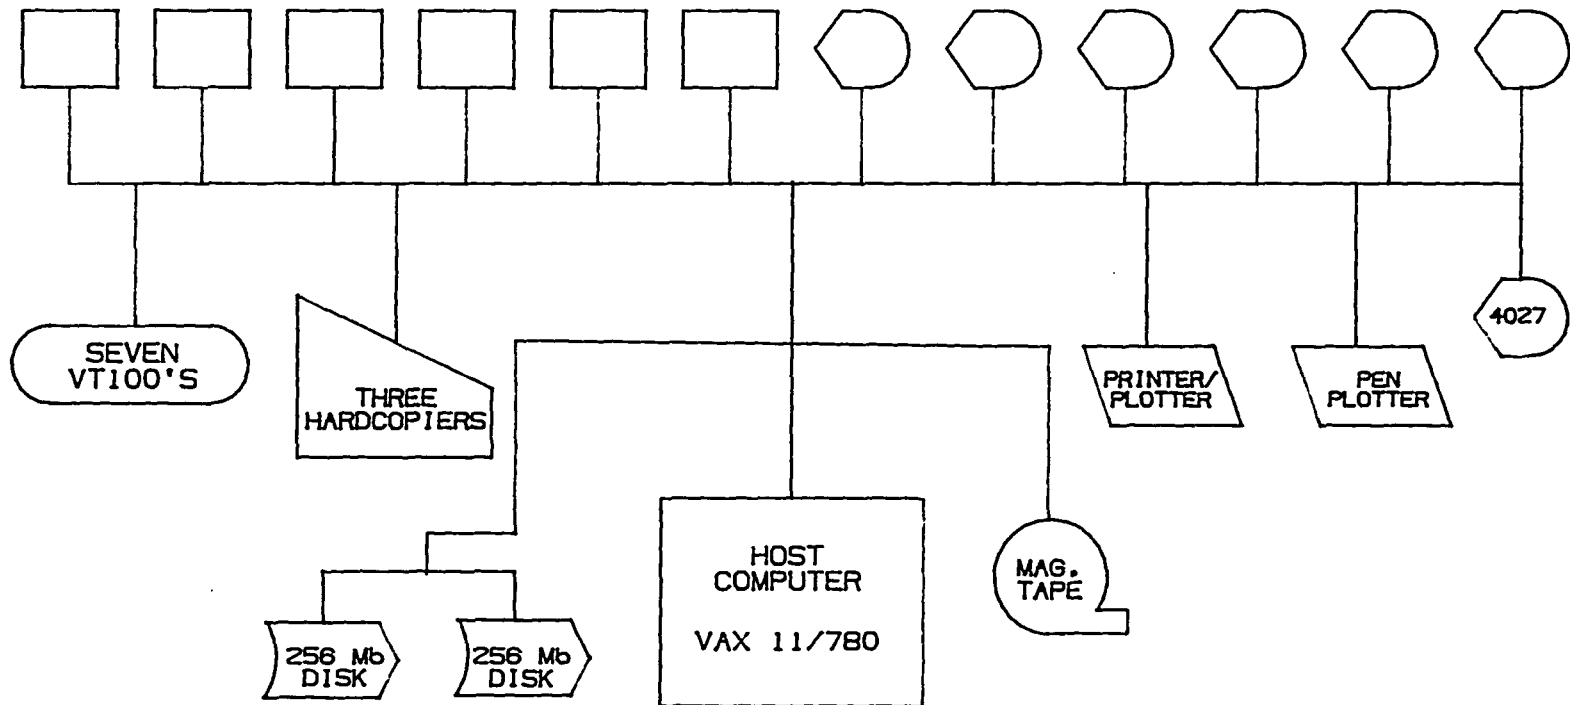 4027
SEVEN
VT100'S
THREE
HARDCOPIERS
PRINTER/
PLOTTER
PEN
PLOTTER
HOST
COMPUTER
VAX 11/780
MAG.
TAPE
256 Mb
DISK
256 Mb
DISK